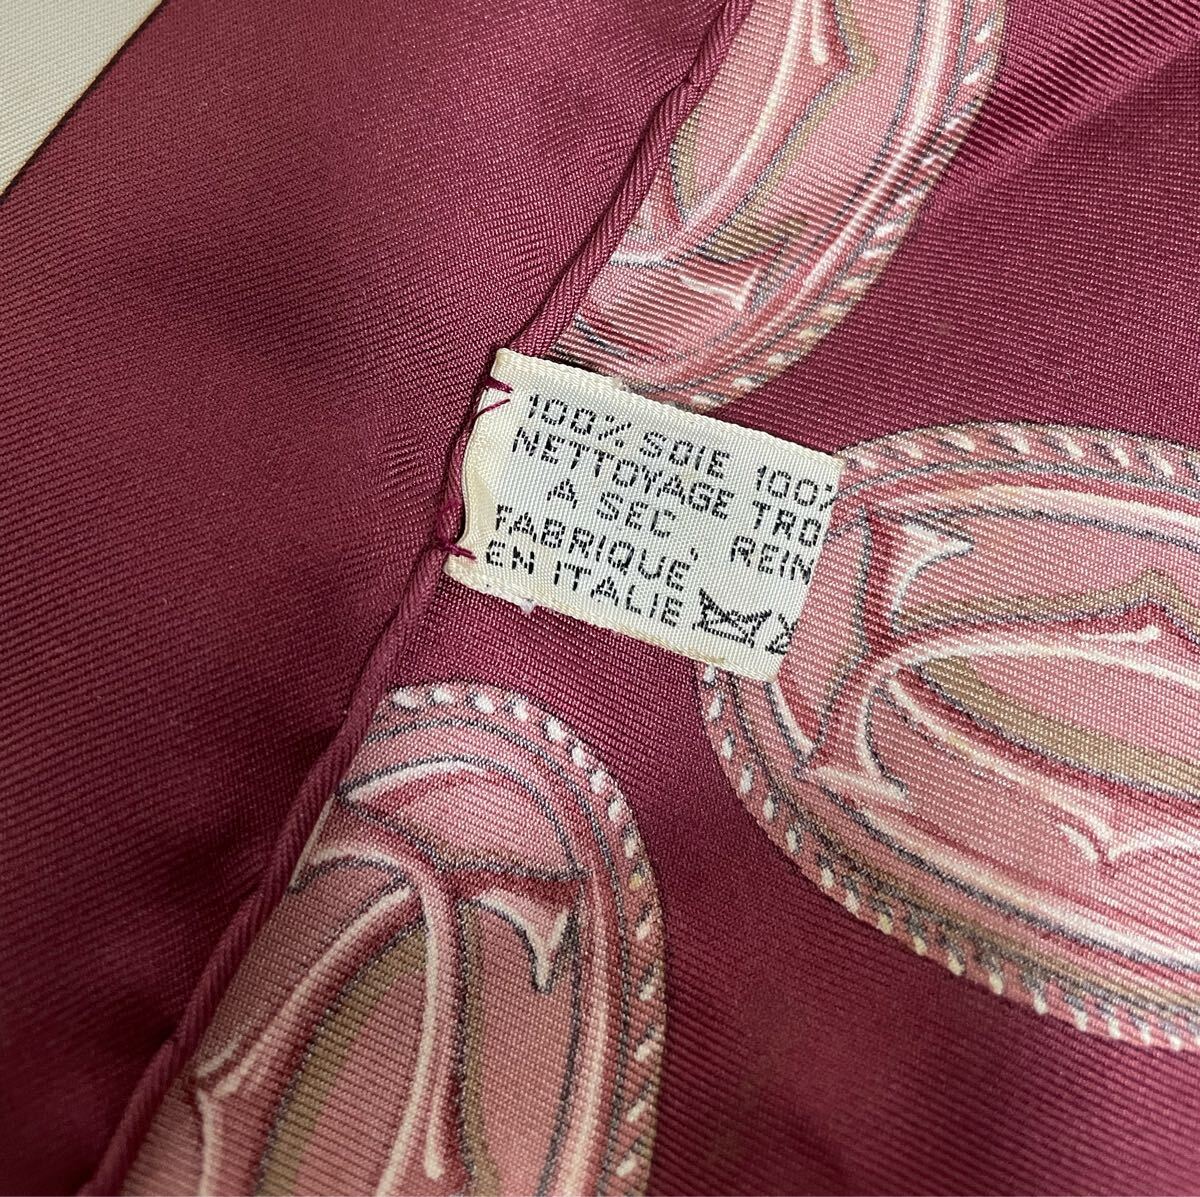 100% SOIE 100%
NETTOYAGE TRO
A SEC, REIN
FABRIQUE
EN ITALIE